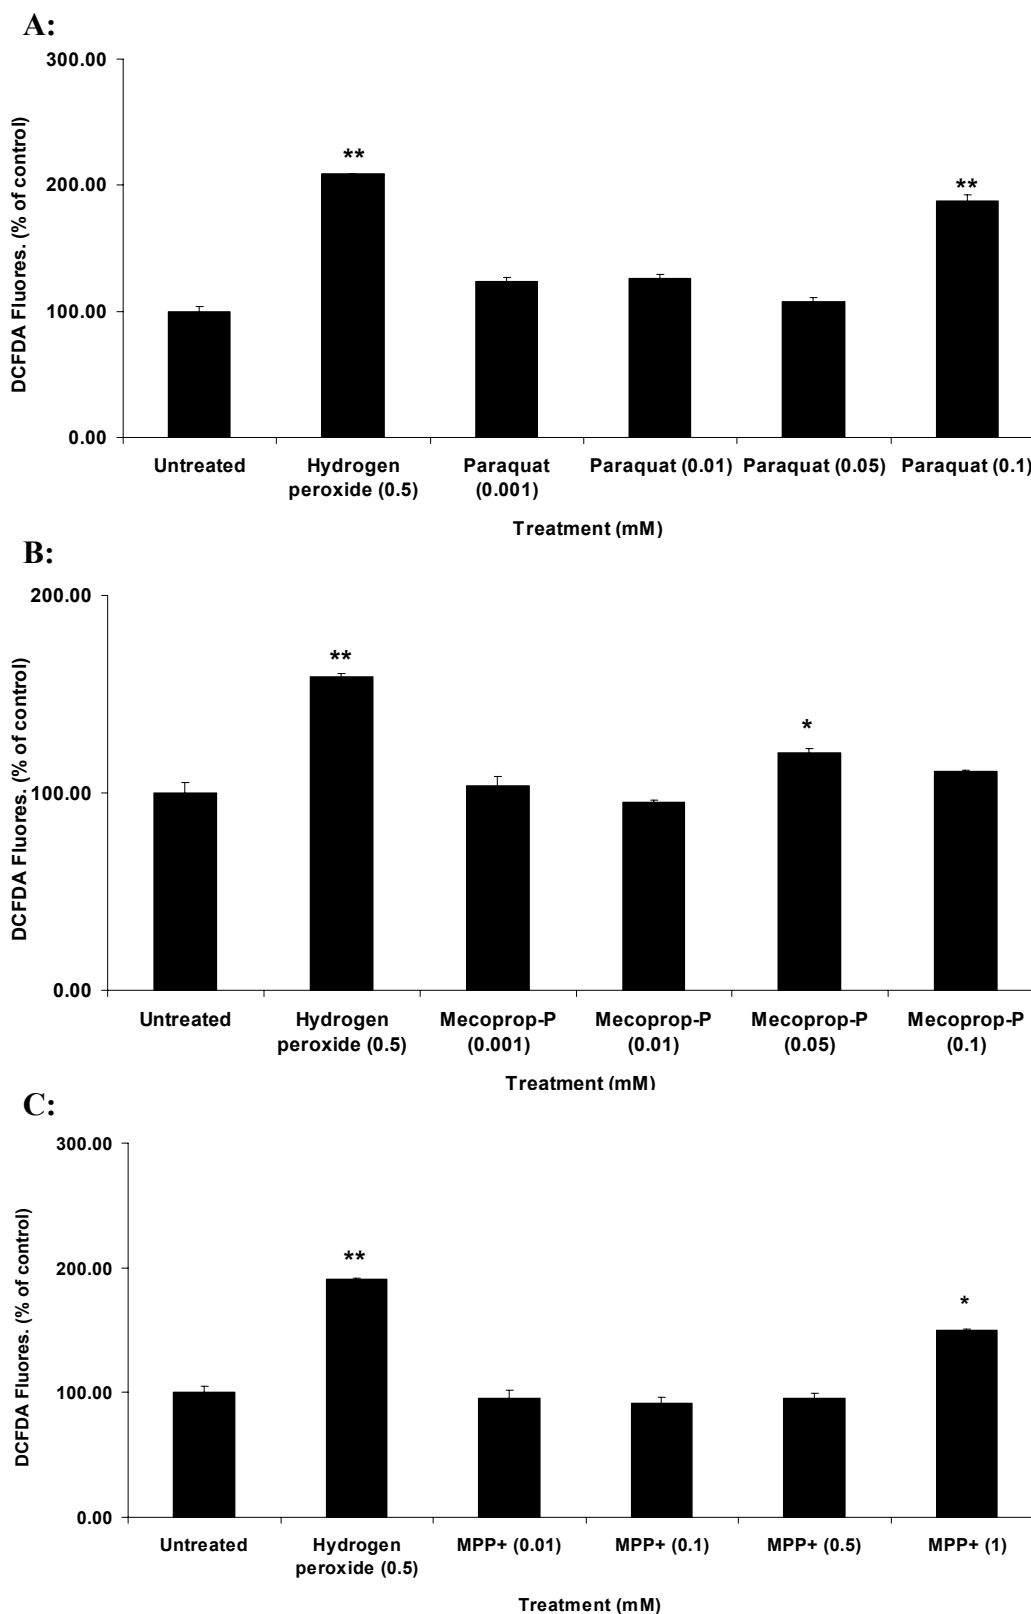 A:
300.00
200.00
100.00
0.00
DCFDA Fluores. (% of control)
**
**
Untreated
Hydrogen
peroxide (0.5)
Paraquat
(0.001)
Paraquat (0.01)
Paraquat (0.05)
Paraquat (0.1)
Treatment (mM)
B:
200.00
100.00
0.00
DCFDA Fluores. (% of control)
**
*
Untreated
Hydrogen
peroxide (0.5)
Mecoprop-P
(0.001)
Mecoprop-P
(0.01)
Mecoprop-P
(0.05)
Mecoprop-P
(0.1)
Treatment (mM)
C:
300.00
200.00
100.00
0.00
DCFDA Fluores. (% of control)
**
*
Untreated
Hydrogen
peroxide (0.5)
MPP+ (0.01)
MPP+ (0.1)
MPP+ (0.5)
MPP+ (1)
Treatment (mM)